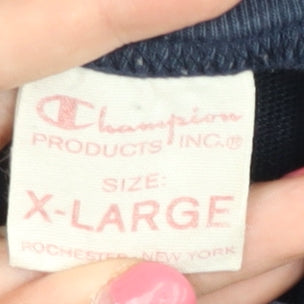 Champion
PRODUCTS INC.®
SIZE:
X-LARGE
ROCHESTER, NEW YORK